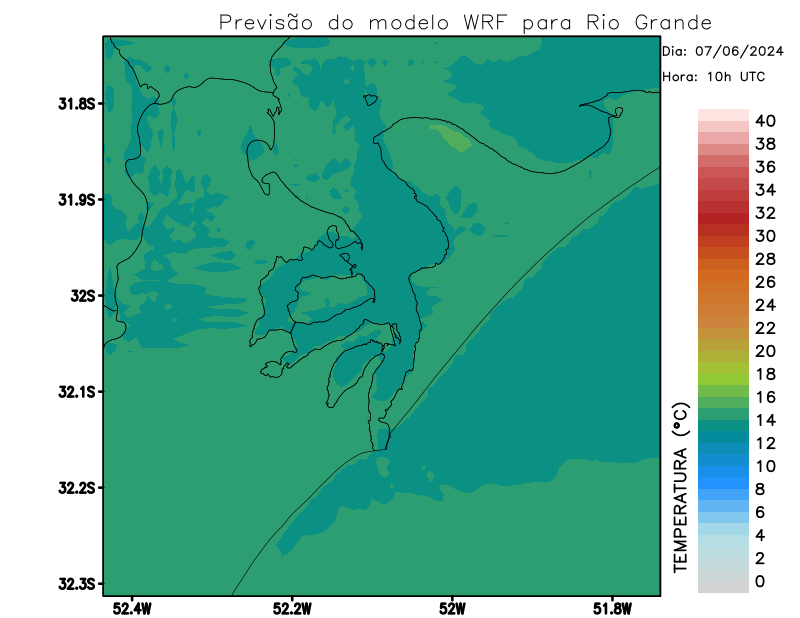 Previsão do modelo WRF para Rio Grande
Dia: 07/06/2024
Hora: 10h UTC
31.8S
31.9S
32S
32.1S
32.2S
32.3S
52.4W
52.2W
52W
51.8W
TEMPERATURA (°C)
40
38
36
34
32
30
28
26
24
22
20
18
16
14
12
10
8
6
4
2
0